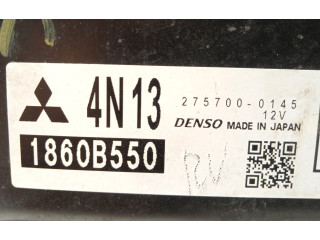 4N13
275700-0145
12V
DENSO MADE IN JAPAN
1860B550